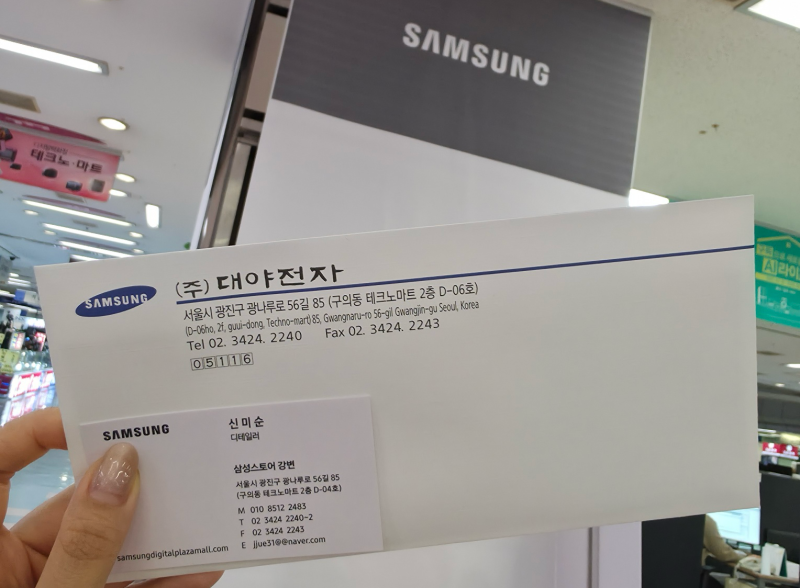 SAMSUNG
테크노·마트
SAMSUNG
(주) 대야전자
서울시 광진구 광나루로 56길 85 (구의동 테크노마트 2층 D-06호)
(D-06ho, 2f, guui-dong, Techno-mart) 85, Gwangnaru-ro 56-gil Gwangjin-gu Seoul, Korea
Tel 02. 3424. 2240 Fax 02. 3424. 2243
05116
SAMSUNG
신미순
디테일러
삼성스토어 강변
서울시 광진구 광나루로 56길 85
(구의동 테크노마트 2층 D-04호)
M 010 8512 2483
T 02 3424 2240~2
F 02 3424 2243
E jjue31@@naver.com
samsungdigitalplazamall.com
AI라이